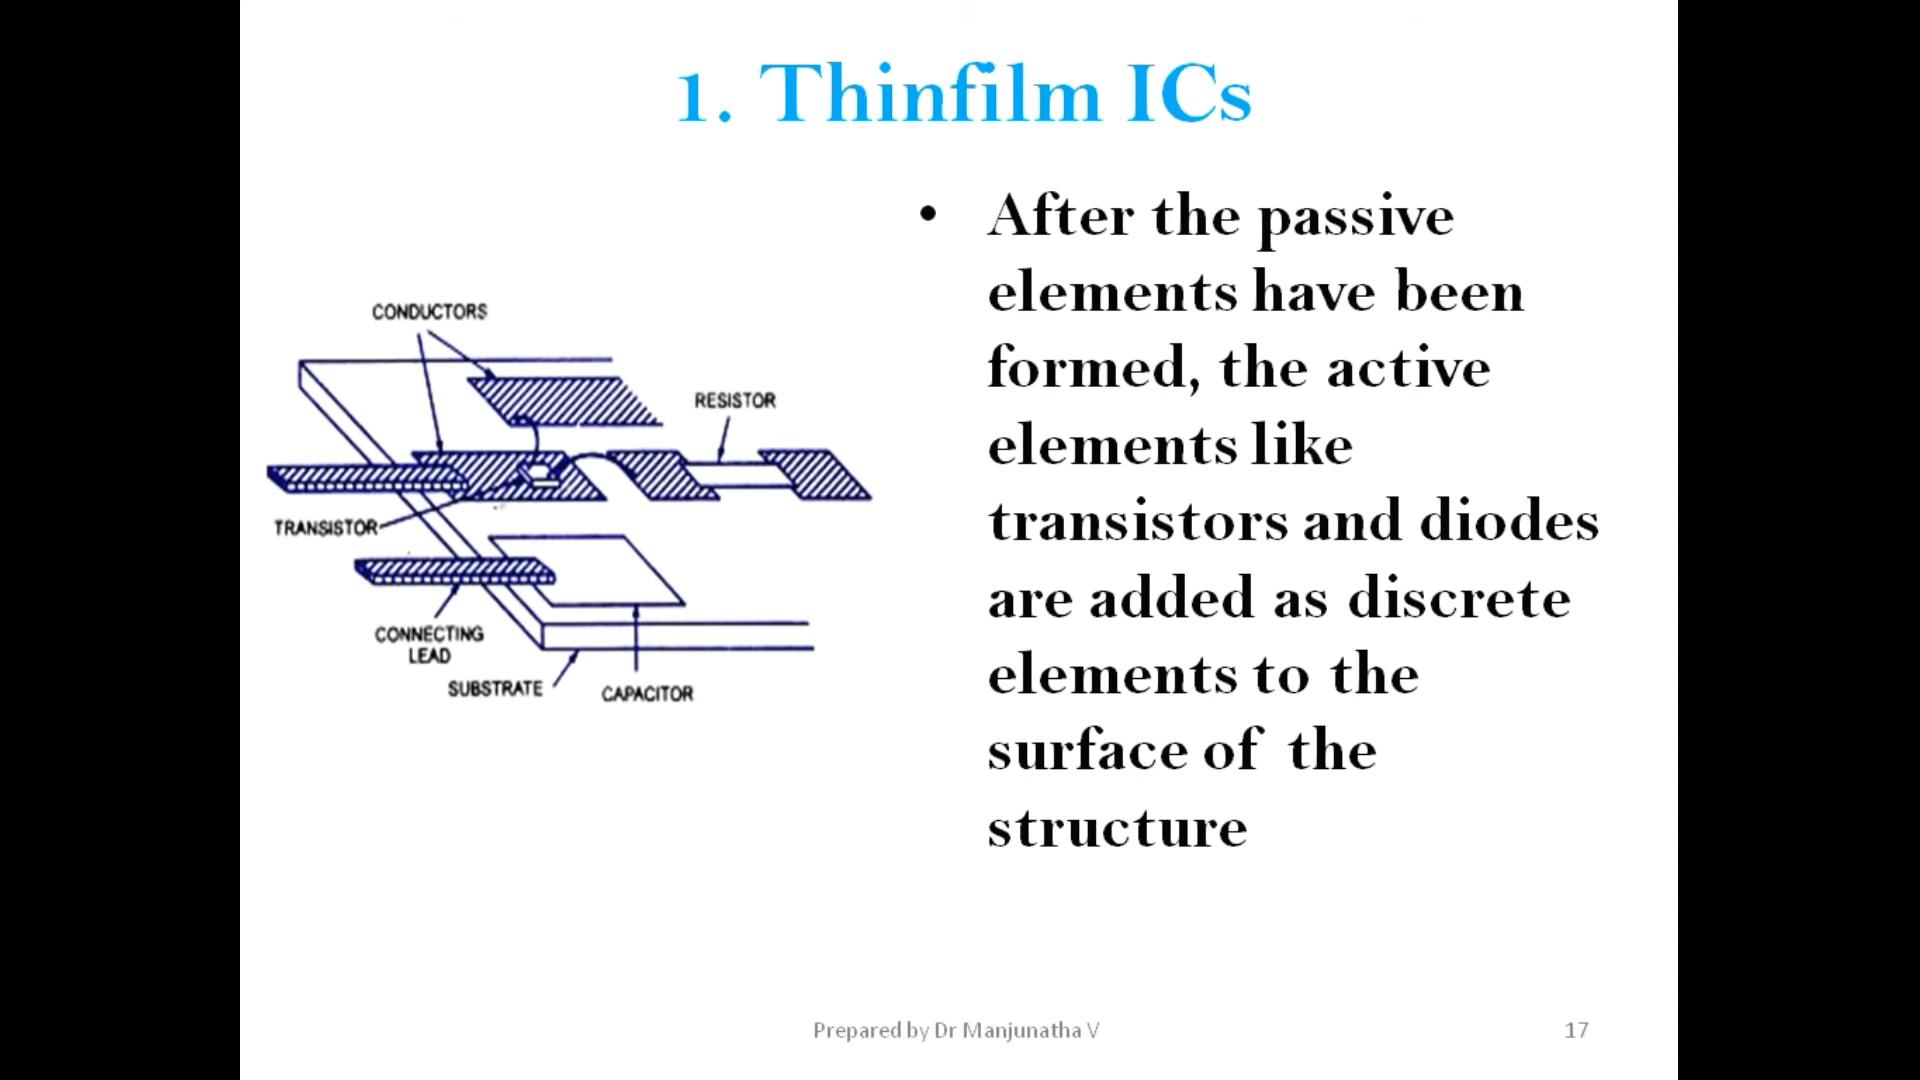 1. Thinfilm ICs
CONDUCTORS
RESISTOR
TRANSISTOR
CONNECTING
LEAD
SUBSTRATE
CAPACITOR
• After the passive
elements have been
formed, the active
elements like
transistors and diodes
are added as discrete
elements to the
surface of the
structure
Prepared by Dr Manjunatha V
17